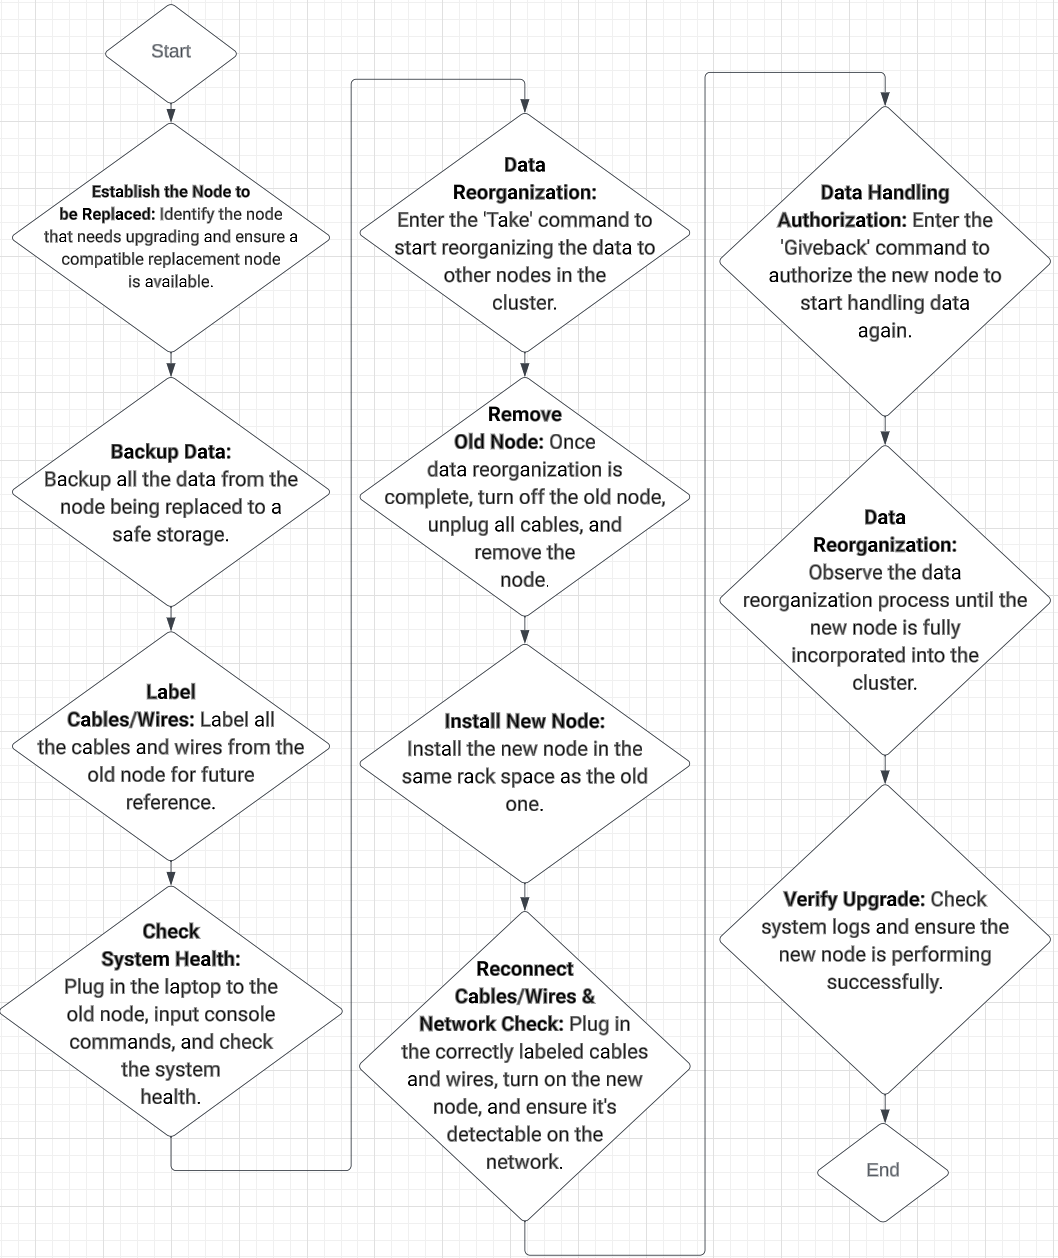 Start
Establish the Node to
be Replaced: Identify the node
that needs upgrading and ensure a
compatible replacement node
is available.
Backup Data:
Backup all the data from the
node being replaced to a
safe storage.
Label
Cables/Wires: Label all
the cables and wires from the
old node for future
reference.
Check
System Health:
Plug in the laptop to the
old node, input console
commands, and check
the system
health.
Data
Reorganization:
Enter the 'Take' command to
start reorganizing the data to
other nodes in the
cluster.
Remove
Old Node: Once
data reorganization is
complete, turn off the old node,
unplug all cables, and
remove the
node.
Install New Node:
Install the new node in the
same rack space as the old
one.
Reconnect
Cables/Wires &
Network Check: Plug in
the correctly labeled cables
and wires, turn on the new
node, and ensure it's
detectable on the
network.
Data Handling
Authorization: Enter the
'Giveback' command to
authorize the new node to
start handling data
again.
Data
Reorganization:
Observe the data
reorganization process until the
new node is fully
incorporated into the
cluster.
Verify Upgrade: Check
system logs and ensure the
new node is performing
successfully.
End